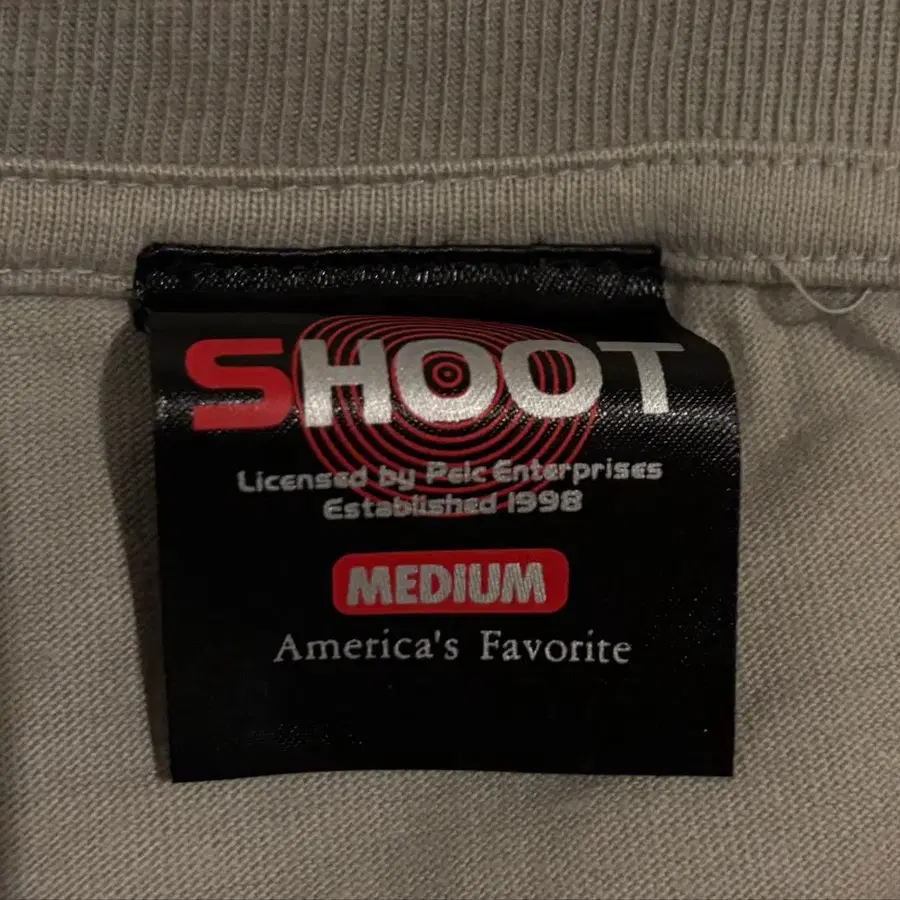 SHOOT
Licensed by Pelc Enterprises
Established 1998
MEDIUM
America's Favorite